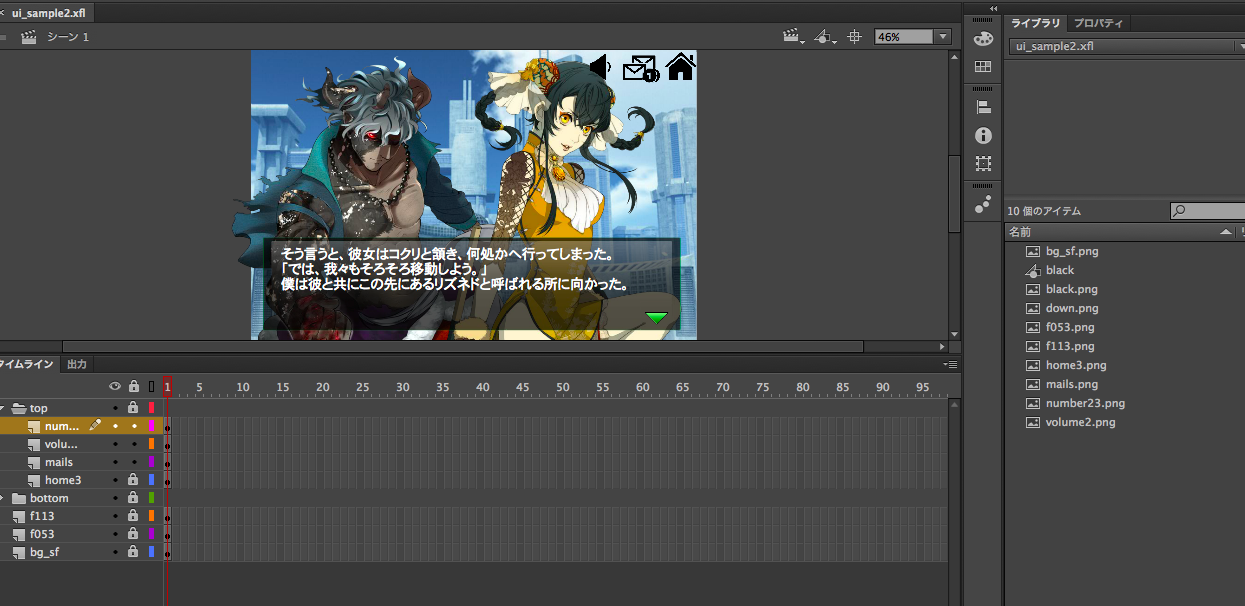 × ui_sample2.xfl
シーン 1
46%
ライブラリ プロパティ
ui_sample2.xfl
1
そう言うと、彼女はコクリと頷き、何処かへ行ってしまった。
「では、我々もそろそろ移動しよう。」
僕は彼と共にこの先にあるリズネドと呼ばれる所に向かった。
10 個のアイテム
名前
bg_sf.png
black
black.png
down.png
f053.png
f113.png
home3.png
mails.png
number23.png
volume2.png
タイムライン 出力
1 5 10 15 20 25 30 35 40 45 50 55 60 65 70 75 80 85 90 95
top
num...
volu...
mails
home3
bottom
f113
f053
bg_sf